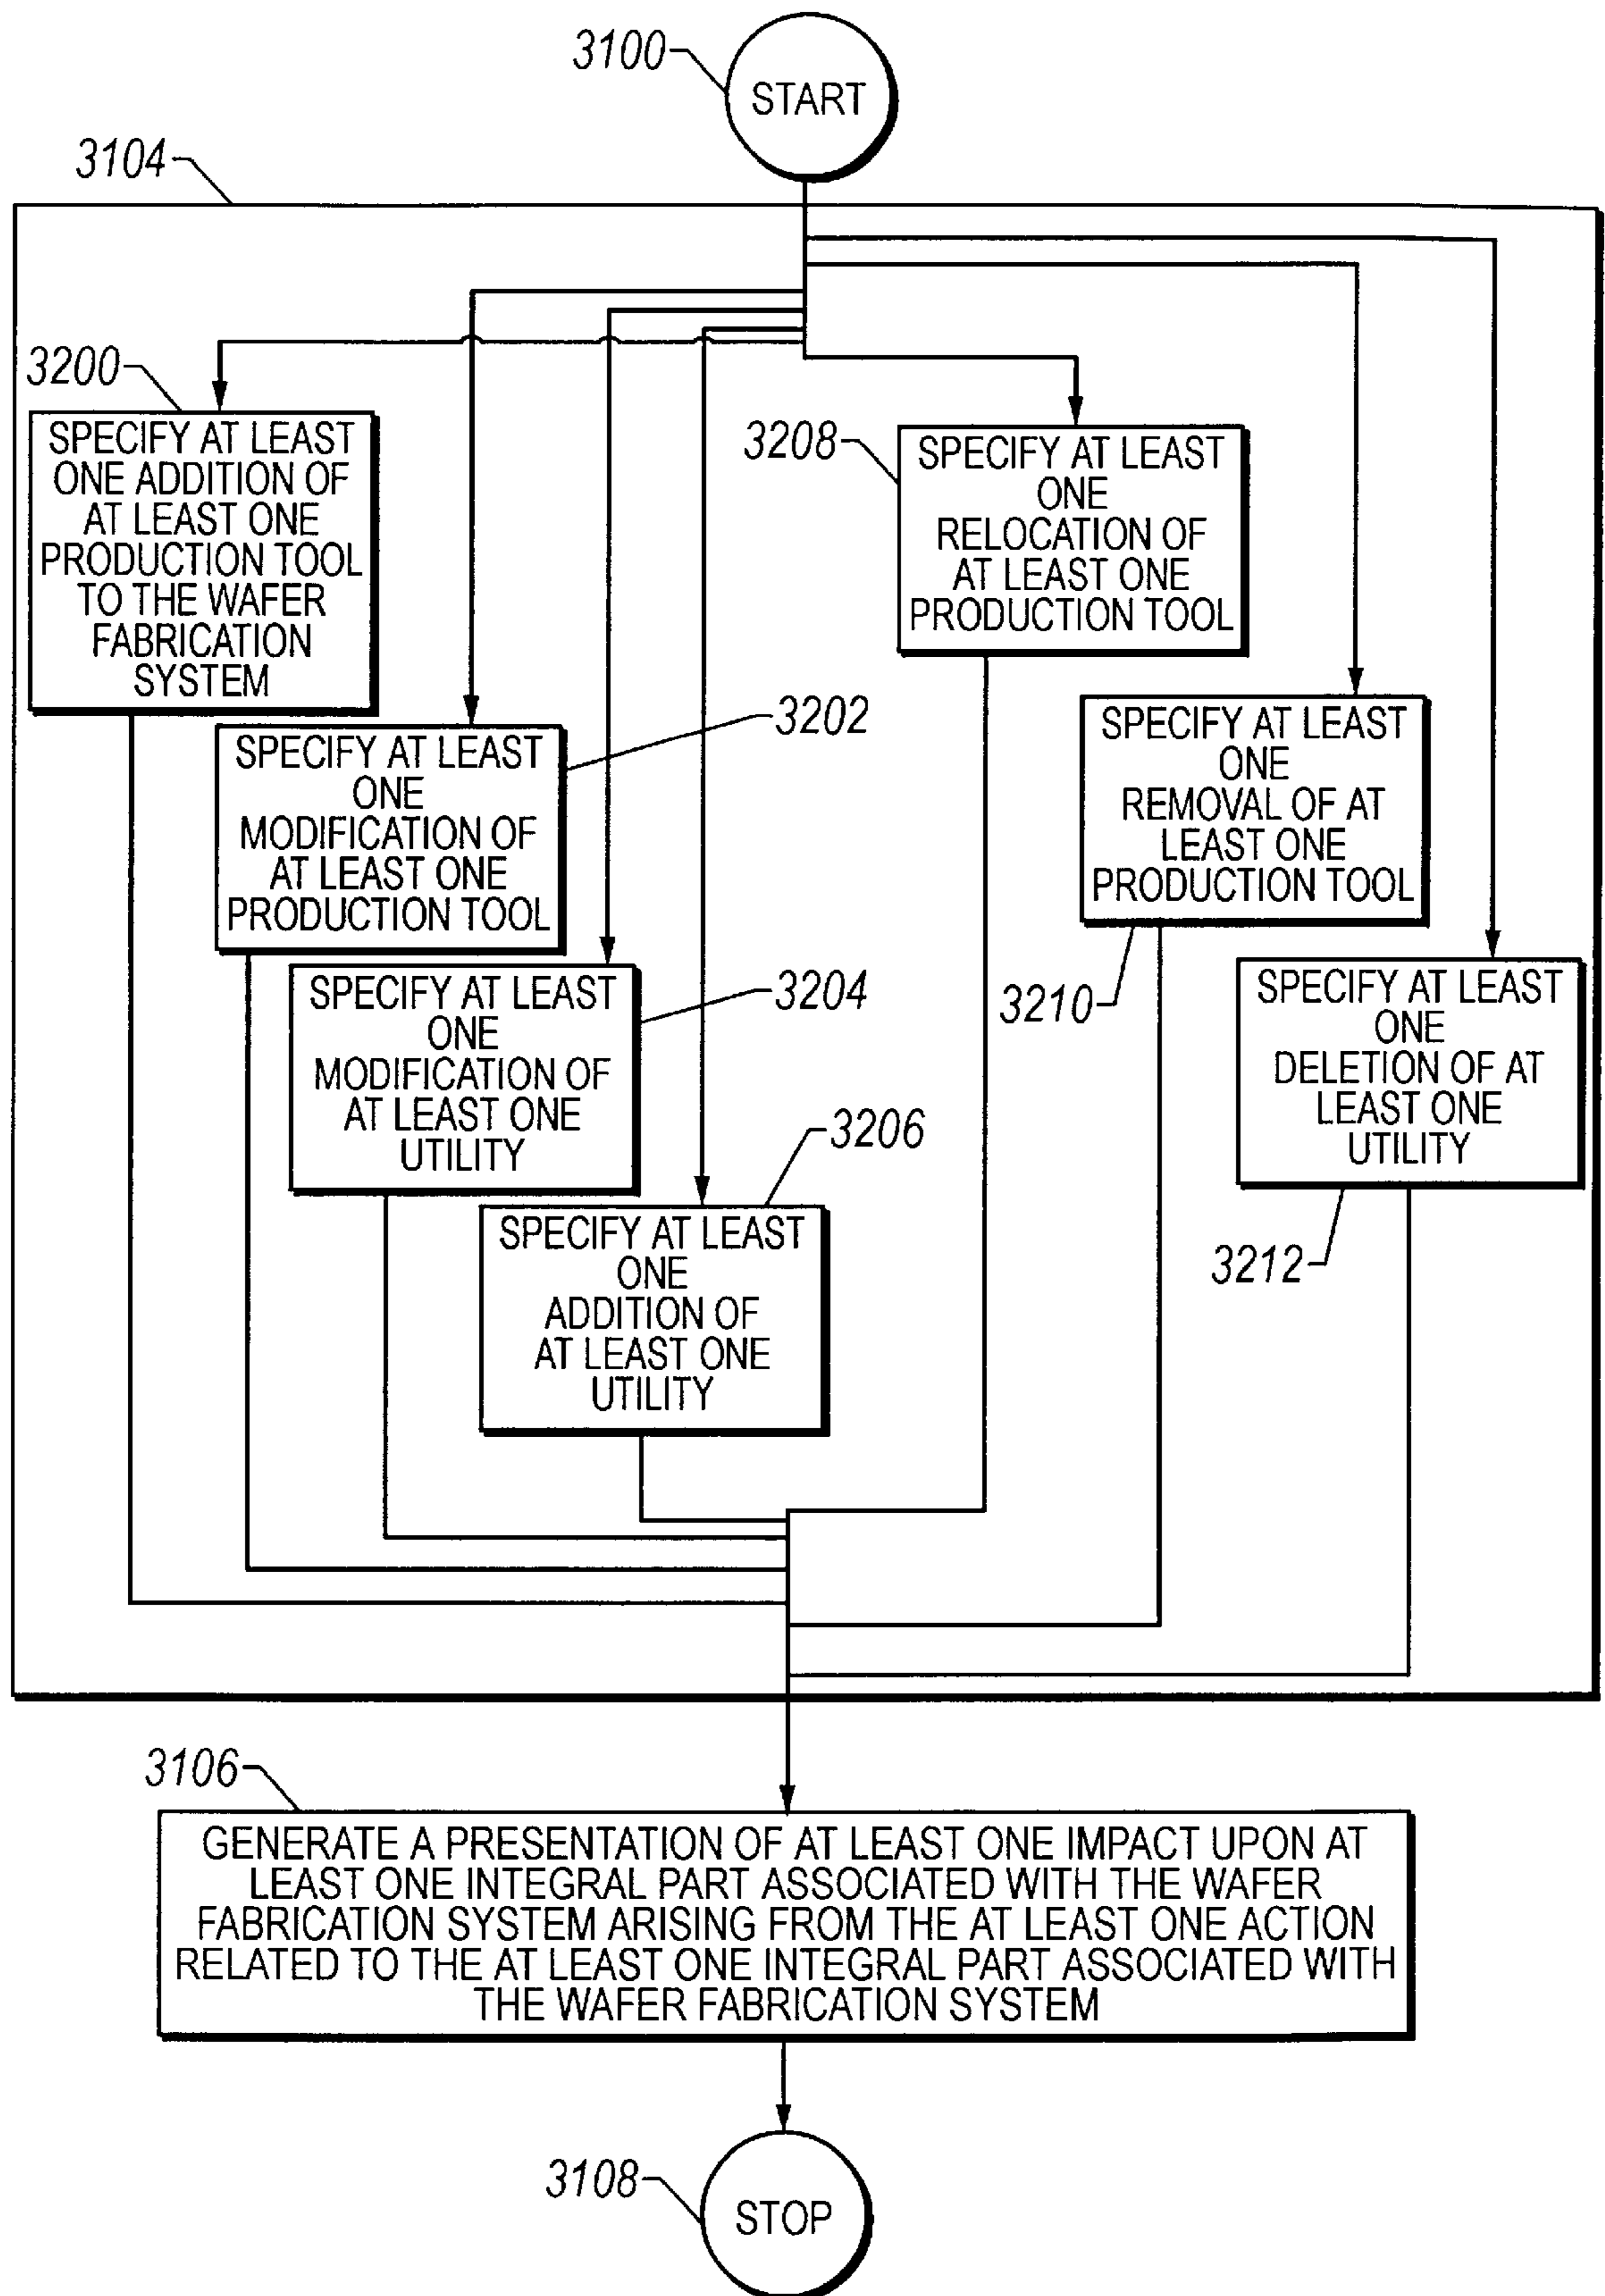 3100
START
3104
3200
SPECIFY AT LEAST
ONE ADDITION OF
AT LEAST ONE
PRODUCTION TOOL
TO THE WAFER
FABRICATION
SYSTEM
3208
SPECIFY AT LEAST
ONE
RELOCATION OF
AT LEAST ONE
PRODUCTION TOOL
3202
SPECIFY AT LEAST
ONE
MODIFICATION OF
AT LEAST ONE
PRODUCTION TOOL
SPECIFY AT LEAST
ONE
REMOVAL OF AT
LEAST ONE
PRODUCTION TOOL
3210
3204
SPECIFY AT LEAST
ONE
MODIFICATION OF
AT LEAST ONE
UTILITY
SPECIFY AT LEAST
ONE
DELETION OF AT
LEAST ONE
UTILITY
3212
3206
SPECIFY AT LEAST
ONE
ADDITION OF
AT LEAST ONE
UTILITY
3106
GENERATE A PRESENTATION OF AT LEAST ONE IMPACT UPON AT
LEAST ONE INTEGRAL PART ASSOCIATED WITH THE WAFER
FABRICATION SYSTEM ARISING FROM THE AT LEAST ONE ACTION
RELATED TO THE AT LEAST ONE INTEGRAL PART ASSOCIATED WITH
THE WAFER FABRICATION SYSTEM
3108
STOP